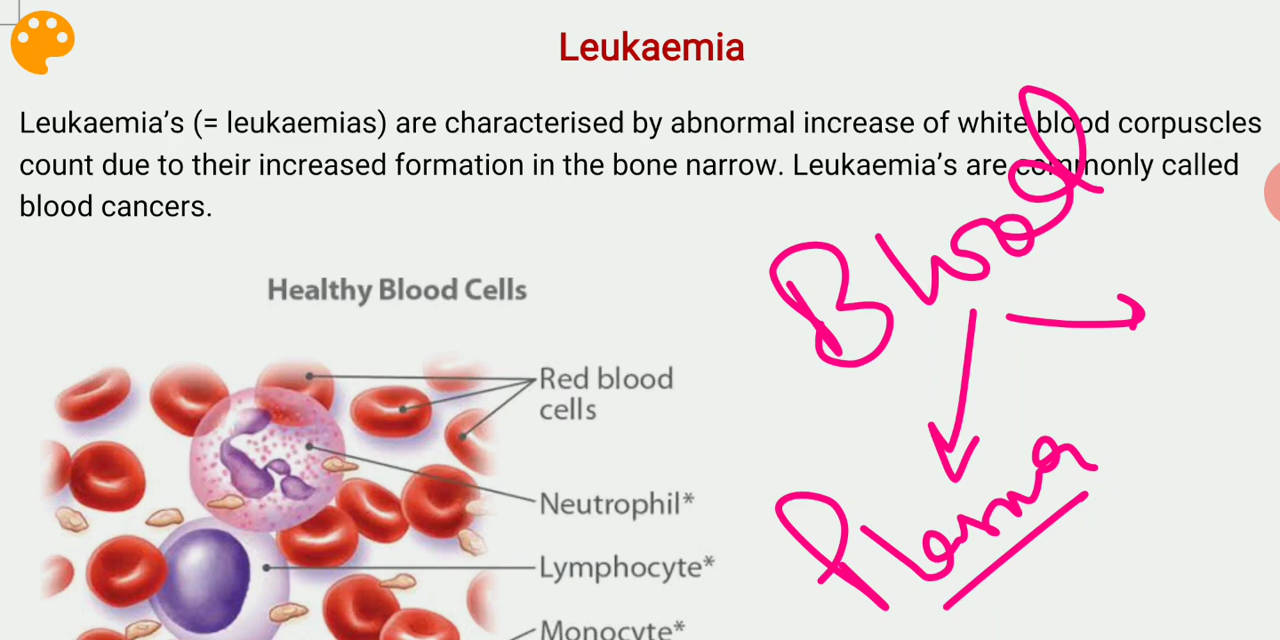 Leukaemia
Leukaemia’s (= leukaemias) are characterised by abnormal increase of white blood corpuscles
count due to their increased formation in the bone narrow. Leukaemia’s are commonly called
blood cancers.
Healthy Blood Cells
Red blood
cells
Neutrophil*
Lymphocyte*
Monocyte*
Blood
Plasma